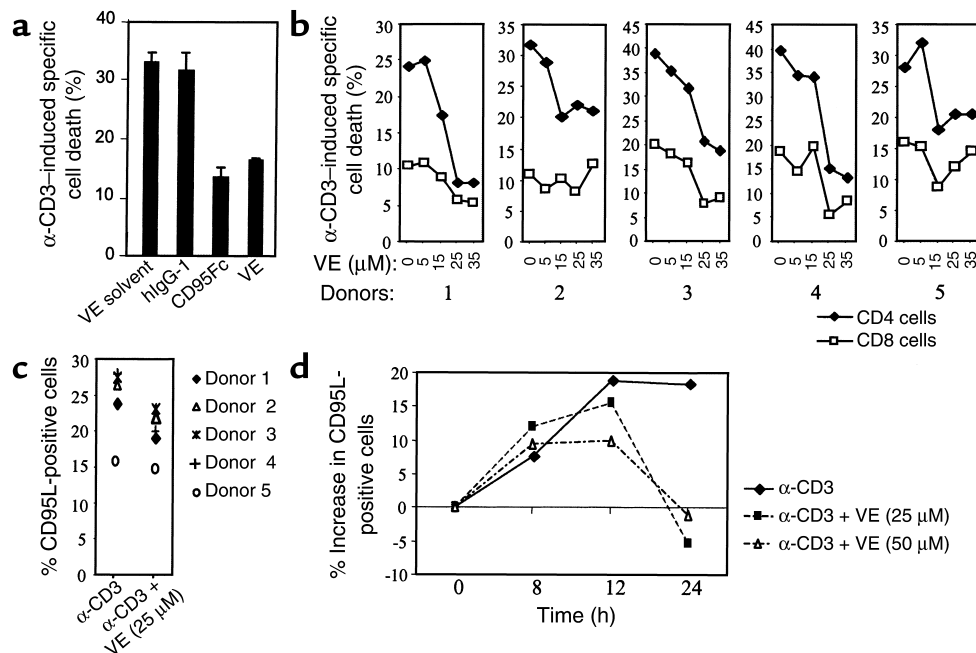 a
α-CD3–induced specific
cell death (%)
40
30
20
10
0
VE solvent
hIgG-1
CD95Fc
VE
b
α-CD3–induced specific
cell death (%)
30
25
20
15
10
5
0
35
30
25
20
15
10
5
0
45
40
35
30
25
20
15
10
5
0
45
40
35
30
25
20
15
10
5
0
35
30
25
20
15
10
5
0
VE (μM): 0 5 15 25 35 0 5 15 25 35 0 5 15 25 35 0 5 15 25 35 0 5 15 25 35
Donors: 1 2 3 4 5
CD4 cells
CD8 cells
c
% CD95L-positive cells
30
25
20
15
10
5
0
α-CD3
α-CD3 +
VE (25 μM)
Donor 1
Donor 2
Donor 3
Donor 4
Donor 5
d
% Increase in CD95L-
positive cells
20
15
10
5
0
-5
-10
0 8 12 24
Time (h)
α-CD3
α-CD3 + VE (25 μM)
α-CD3 + VE (50 μM)